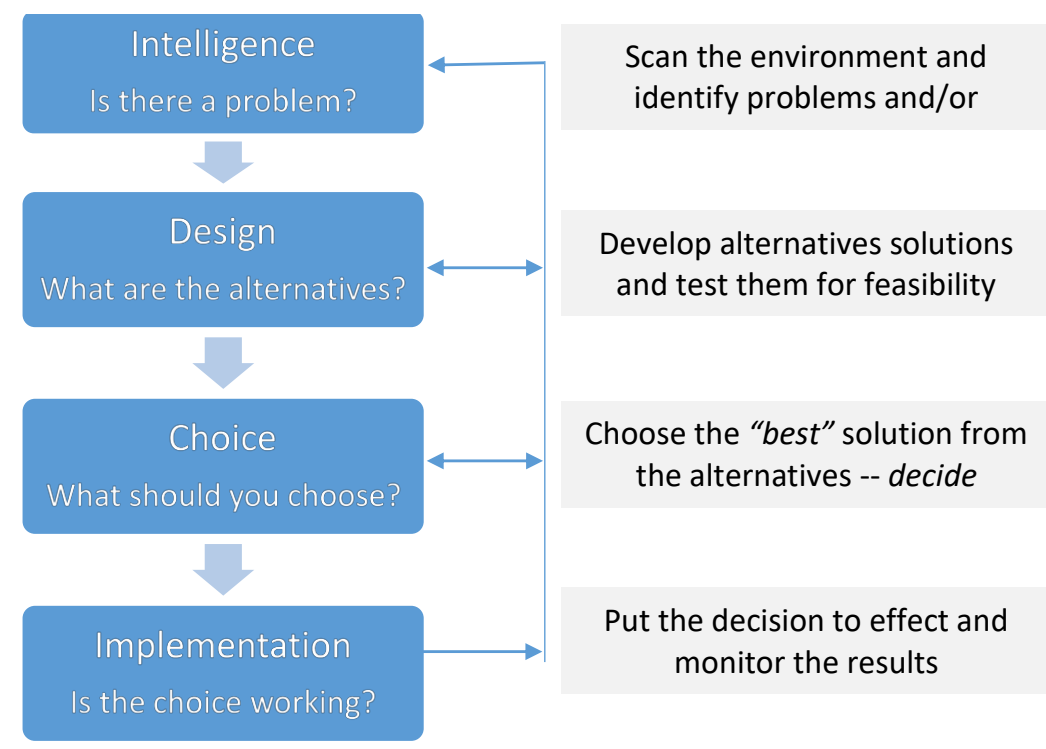 Intelligence
Is there a problem?
Scan the environment and
identify problems and/or
Design
What are the alternatives?
Develop alternatives solutions
and test them for feasibility
Choice
What should you choose?
Choose the “best” solution from
the alternatives -- decide
Implementation
Is the choice working?
Put the decision to effect and
monitor the results